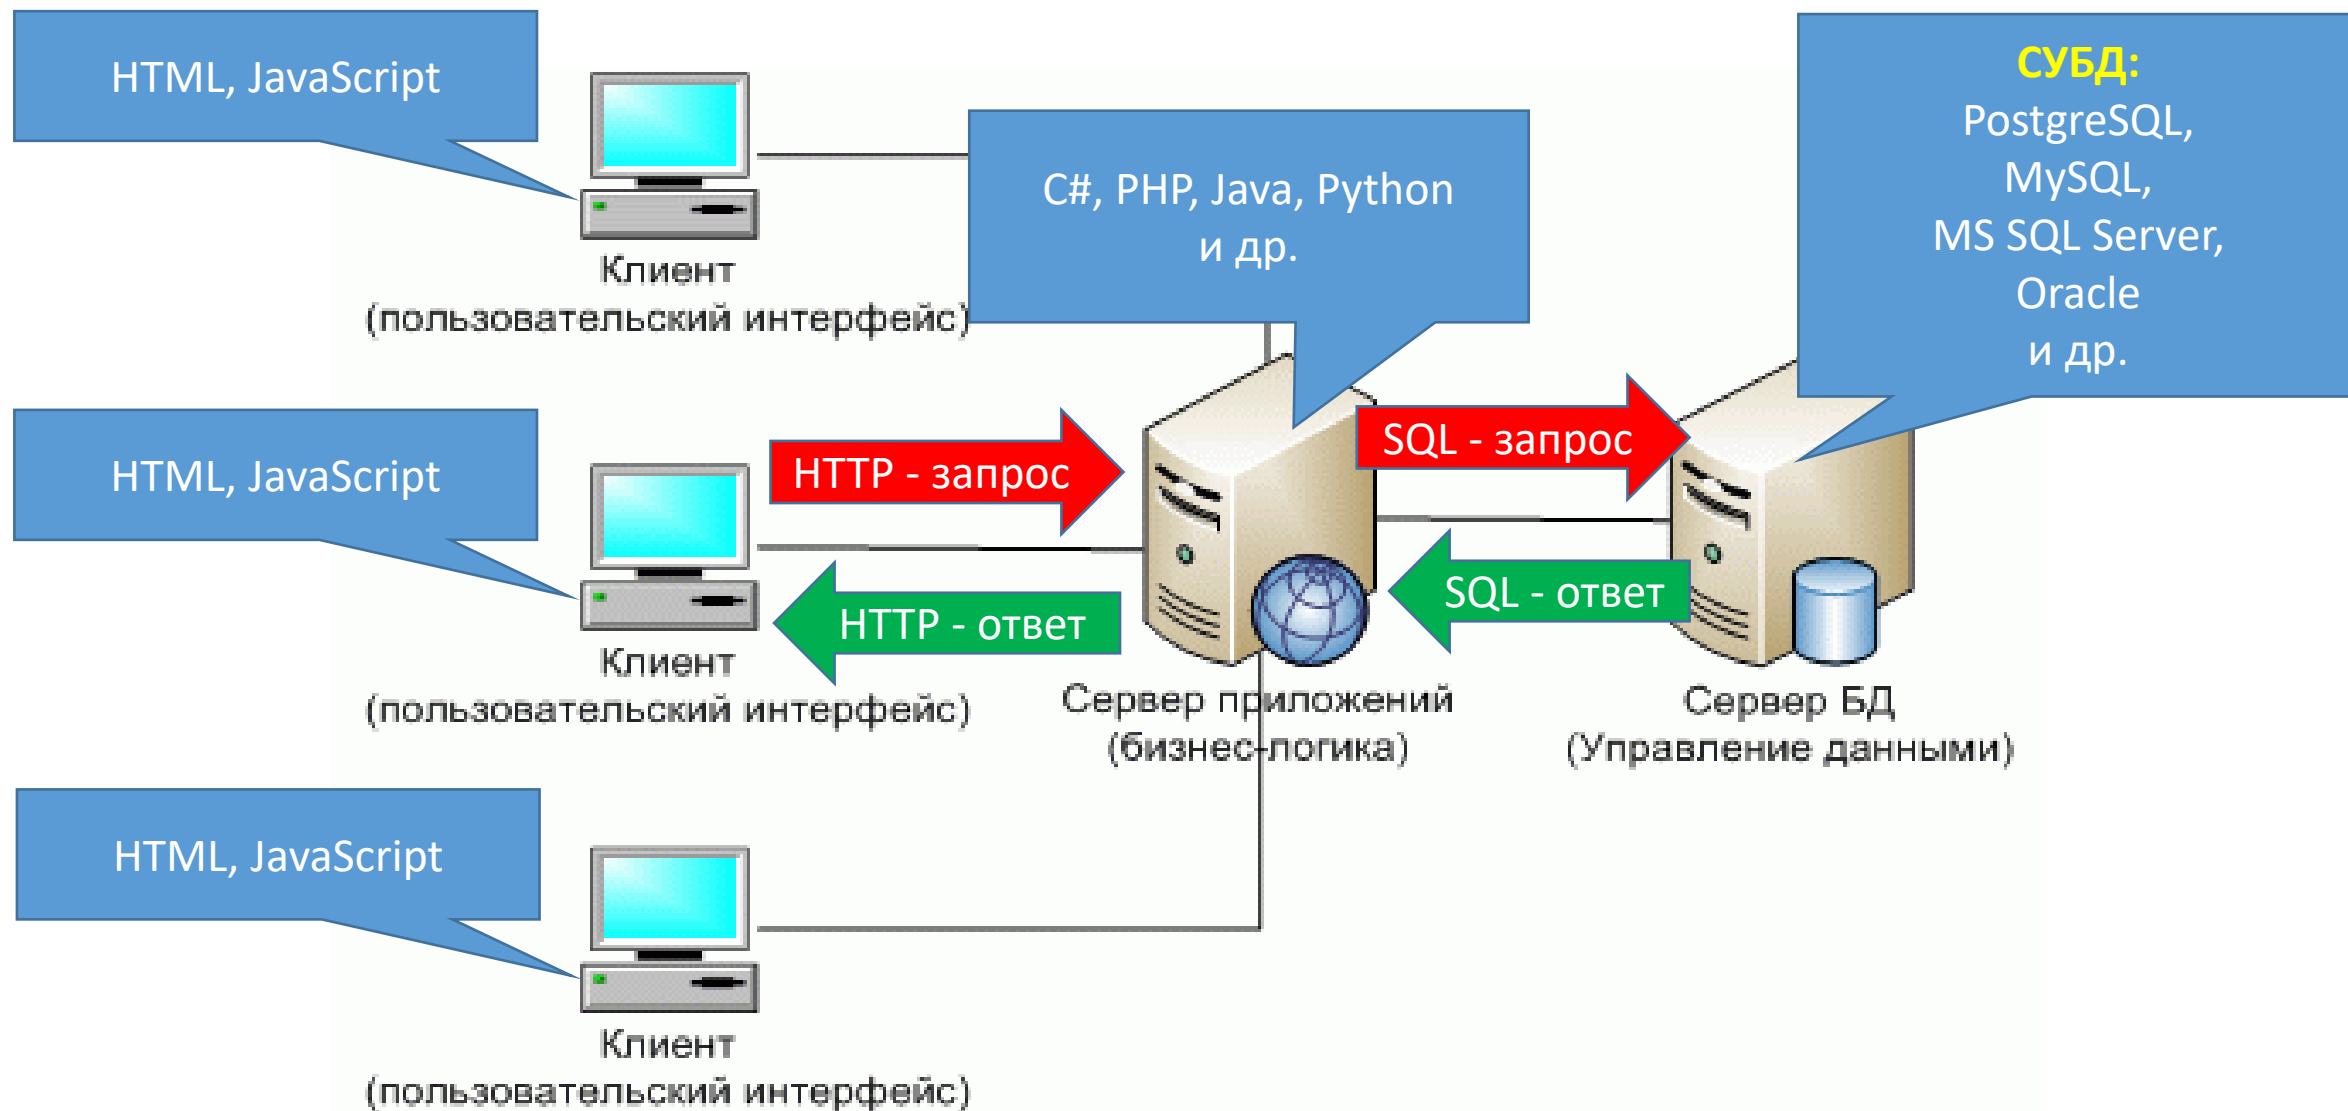 HTML, JavaScript
Клиент
(пользовательский интерфейс)
C#, PHP, Java, Python
и др.
СУБД:
PostgreSQL,
MySQL,
MS SQL Server,
Oracle
и др.
HTML, JavaScript
HTTP - запрос
HTTP - ответ
SQL - запрос
SQL - ответ
Клиент
(пользовательский интерфейс)
Сервер приложений
(бизнес-логика)
Сервер БД
(Управление данными)
HTML, JavaScript
Клиент
(пользовательский интерфейс)